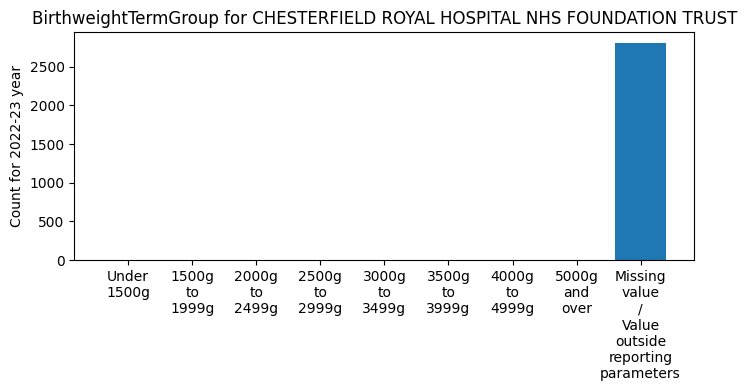 BirthweightTermGroup for CHESTERFIELD ROYAL HOSPITAL NHS FOUNDATION TRUST
Count for 2022-23 year
2500
2000
1500
1000
500
0
Under
1500g
1500g
to
1999g
2000g
to
2499g
2500g
to
2999g
3000g
to
3499g
3500g
to
3999g
4000g
to
4999g
5000g
and
over
Missing
value
/
Value
outside
reporting
parameters